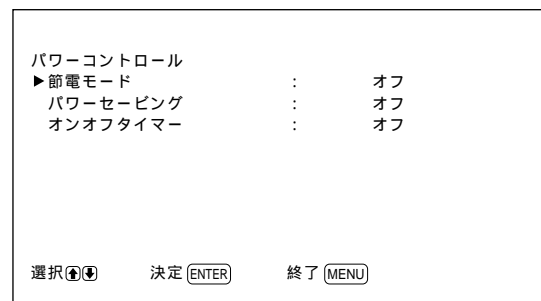 パワーコントロール
▶節電モード : オフ
パワーセービング : オフ
オンオフタイマー : オフ
選択⬆⬇ 決定 ENTER 終了 MENU